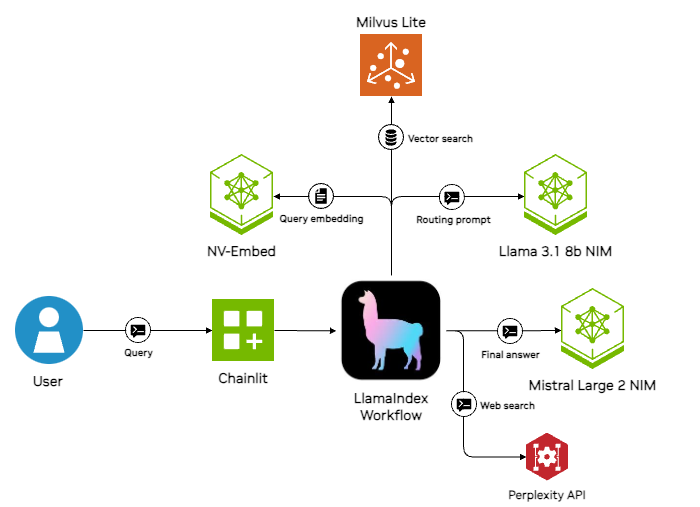 Milvus Lite
Vector search
Query embedding
Routing prompt
NV-Embed
Llama 3.1 8b NIM
Query
Final answer
User
Chainlit
LlamaIndex
Workflow
Mistral Large 2 NIM
Web search
Perplexity API